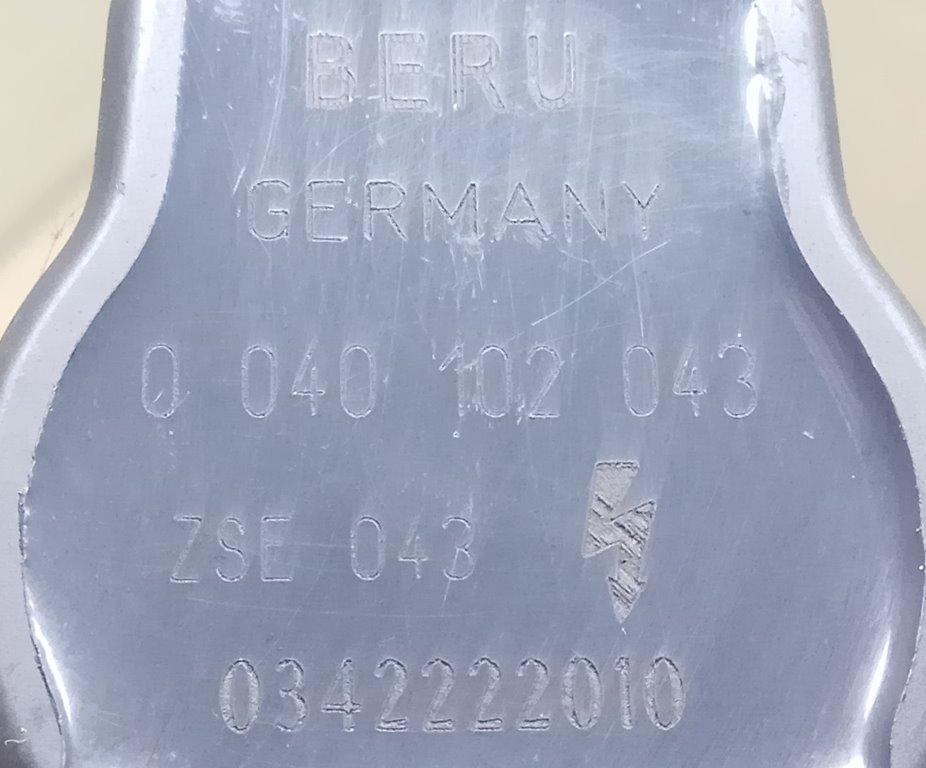 BERU
GERMANY
0 040 102 043
ZSE 043
0342222010